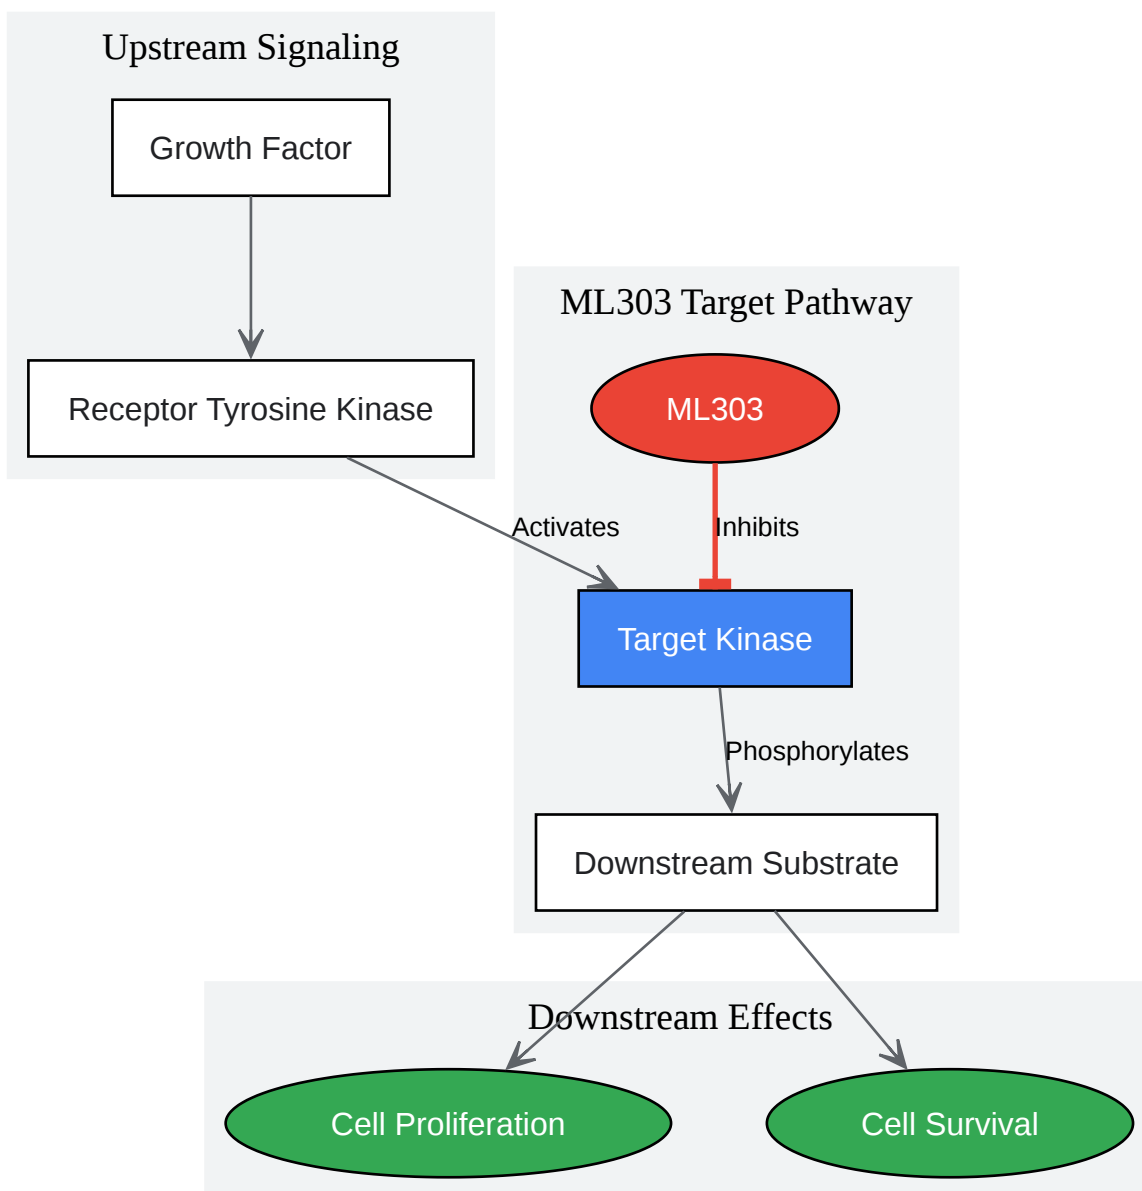 Upstream Signaling
Growth Factor
Receptor Tyrosine Kinase
ML303 Target Pathway
ML303
Activates
Inhibits
Target Kinase
Phosphorylates
Downstream Substrate
Downstream Effects
Cell Proliferation
Cell Survival